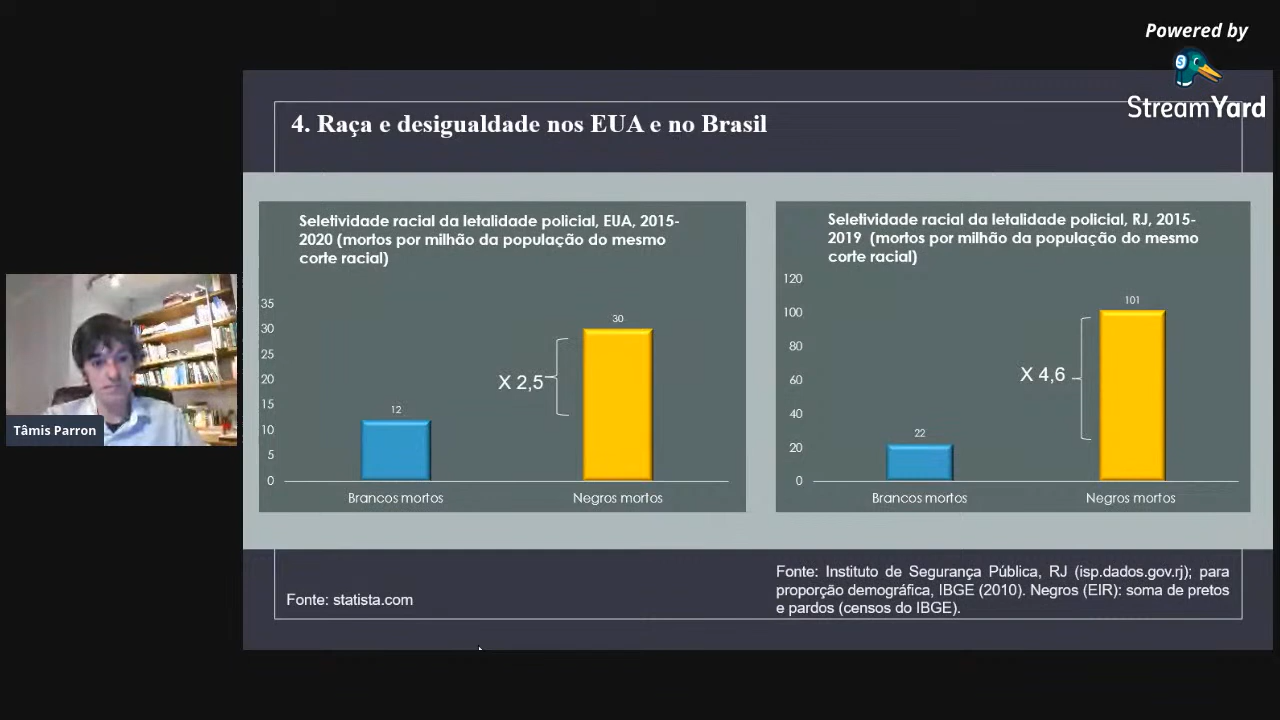 Powered by
StreamYard
4. Raça e desigualdade nos EUA e no Brasil
Seletividade racial da letalidade policial, EUA, 2015-
2020 (mortos por milhão da população do mesmo
corte racial)
35
30
25
20
15
10
5
0
12
X 2,5
30
Brancos mortos
Negros mortos
Seletividade racial da letalidade policial, RJ, 2015-
2019 (mortos por milhão da população do mesmo
corte racial)
120
100
80
60
40
20
0
22
X 4,6
101
Brancos mortos
Negros mortos
Tâmis Parron
Fonte: statista.com
Fonte: Instituto de Segurança Pública, RJ (isp.dados.gov.rj); para
proporção demográfica, IBGE (2010). Negros (EIR): soma de pretos
e pardos (censos do IBGE).